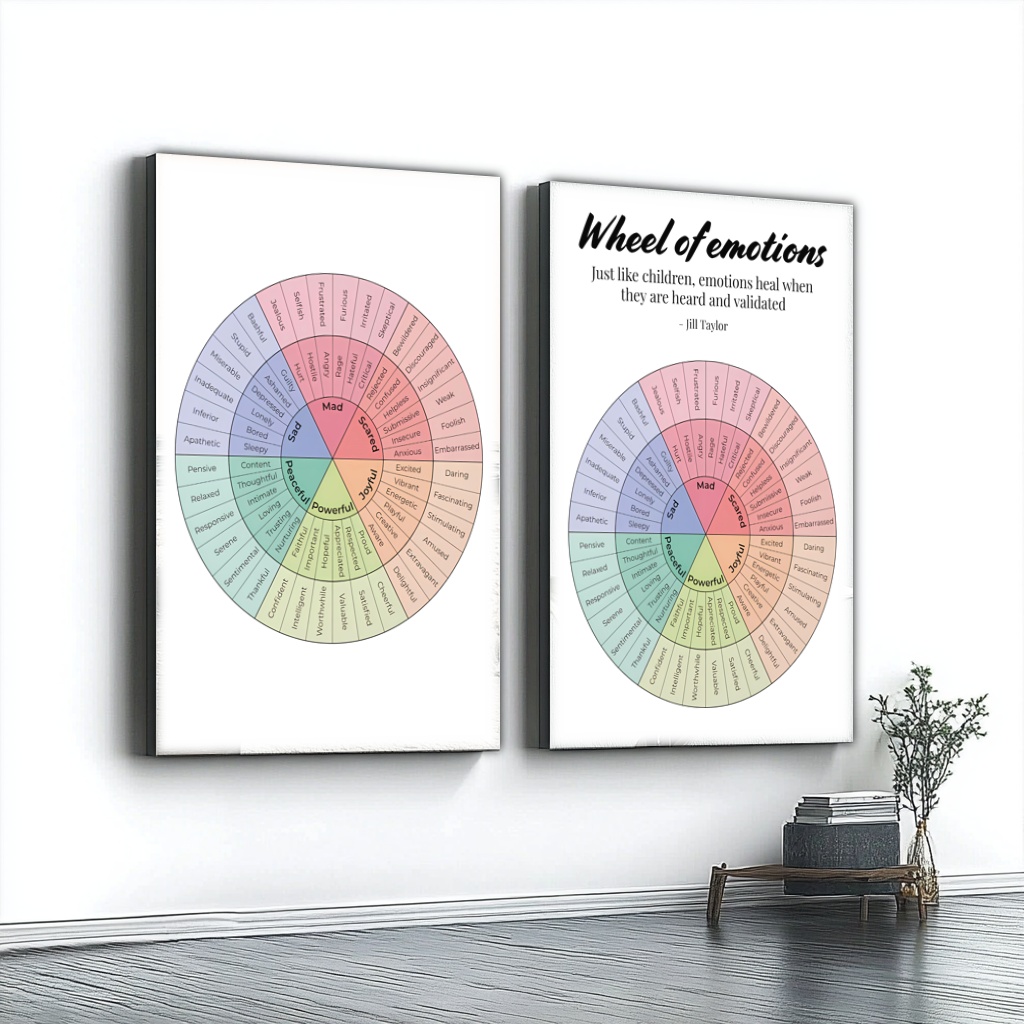 Jealous
Selfish
Frustrated
Furious
Irritated
Skeptical
Bewildered
Discouraged
Insignificant
Weak
Foolish
Embarrassed
Daring
Fascinating
Stimulating
Amused
Extravagant
Delightful
Cheerful
Satisfied
Valuable
Worthwhile
Intelligent
Confident
Thankful
Sentimental
Serene
Responsive
Relaxed
Pensive
Apathetic
Inferior
Inadequate
Miserable
Stupid
Bashful
Hurt
Hostile
Angry
Rage
Hateful
Critical
Rejected
Confused
Helpless
Submissive
Insecure
Anxious
Excited
Vibrant
Energetic
Playful
Creative
Aware
Proud
Respected
Appreciated
Hopeful
Important
Faithful
Nurturing
Trusting
Loving
Intimate
Thoughtful
Content
Sleepy
Bored
Lonely
Depressed
Ashamed
Guilty
Mad
Scared
Joyful
Powerful
Peaceful
Sad
Wheel of emotions
Just like children, emotions heal when
they are heard and validated
- Jill Taylor
Jealous
Selfish
Frustrated
Furious
Irritated
Skeptical
Bewildered
Discouraged
Insignificant
Weak
Foolish
Embarrassed
Daring
Fascinating
Stimulating
Amused
Extravagant
Delightful
Cheerful
Satisfied
Valuable
Worthwhile
Intelligent
Confident
Thankful
Sentimental
Serene
Responsive
Relaxed
Pensive
Apathetic
Inferior
Inadequate
Miserable
Stupid
Bashful
Hurt
Hostile
Angry
Rage
Hateful
Critical
Rejected
Confused
Helpless
Submissive
Insecure
Anxious
Excited
Vibrant
Energetic
Playful
Creative
Aware
Proud
Respected
Appreciated
Hopeful
Important
Faithful
Nurturing
Trusting
Loving
Intimate
Thoughtful
Content
Sleepy
Bored
Lonely
Depressed
Ashamed
Guilty
Mad
Scared
Joyful
Powerful
Peaceful
Sad